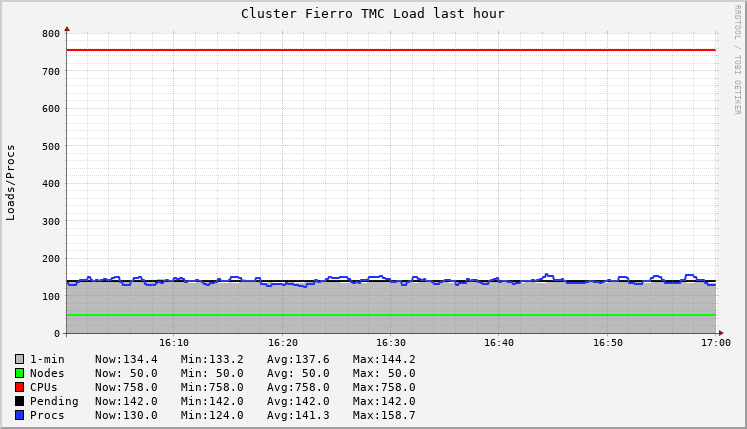 Cluster Fierro TMC Load last hour
RRDTOOL / TOBI OETIKER
Loads/Procs
800
700
600
500
400
300
200
100
0
16:10 16:20 16:30 16:40 16:50 17:00
1-min Now:134.4 Min:133.2 Avg:137.6 Max:144.2
Nodes Now: 50.0 Min: 50.0 Avg: 50.0 Max: 50.0
CPUs Now:758.0 Min:758.0 Avg:758.0 Max:758.0
Pending Now:142.0 Min:142.0 Avg:142.0 Max:142.0
Procs Now:130.0 Min:124.0 Avg:141.3 Max:158.7